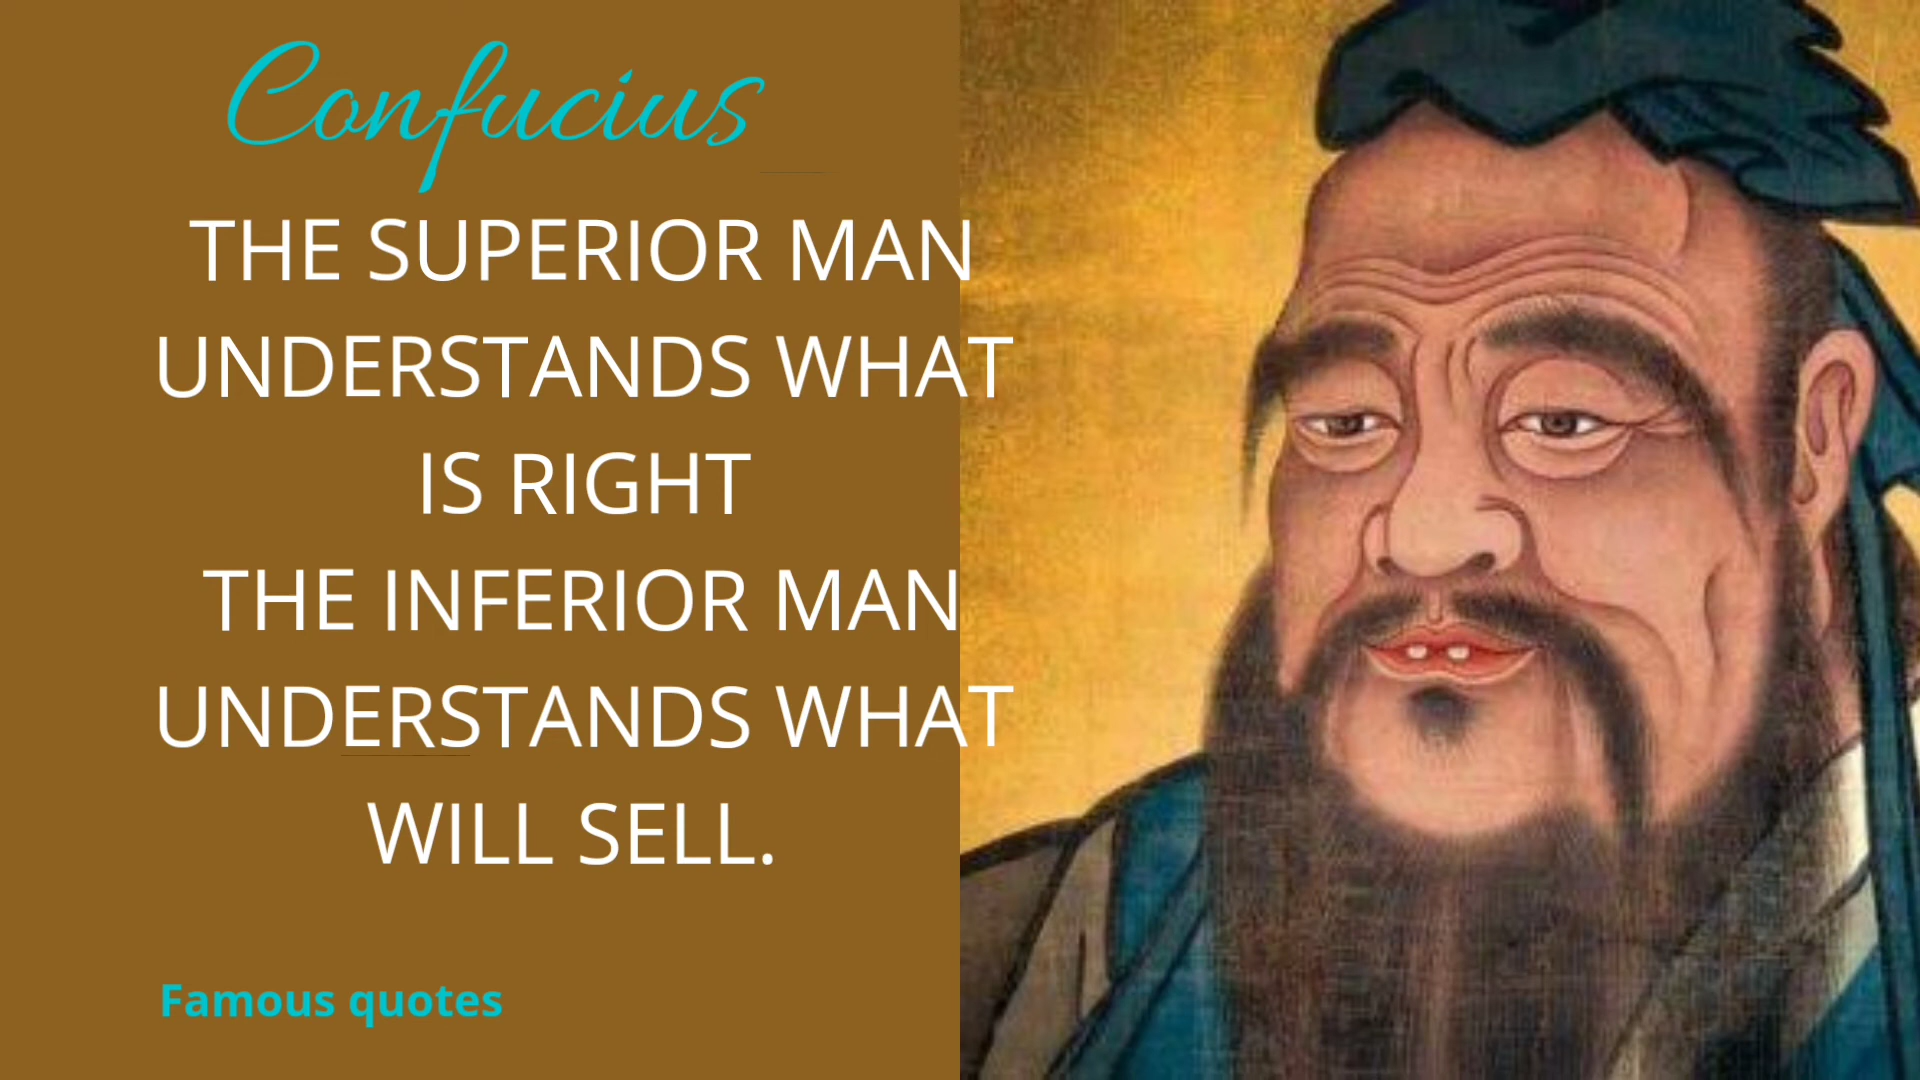 Confucius
THE SUPERIOR MAN
UNDERSTANDS WHAT
IS RIGHT
THE INFERIOR MAN
UNDERSTANDS WHAT
WILL SELL.
Famous quotes